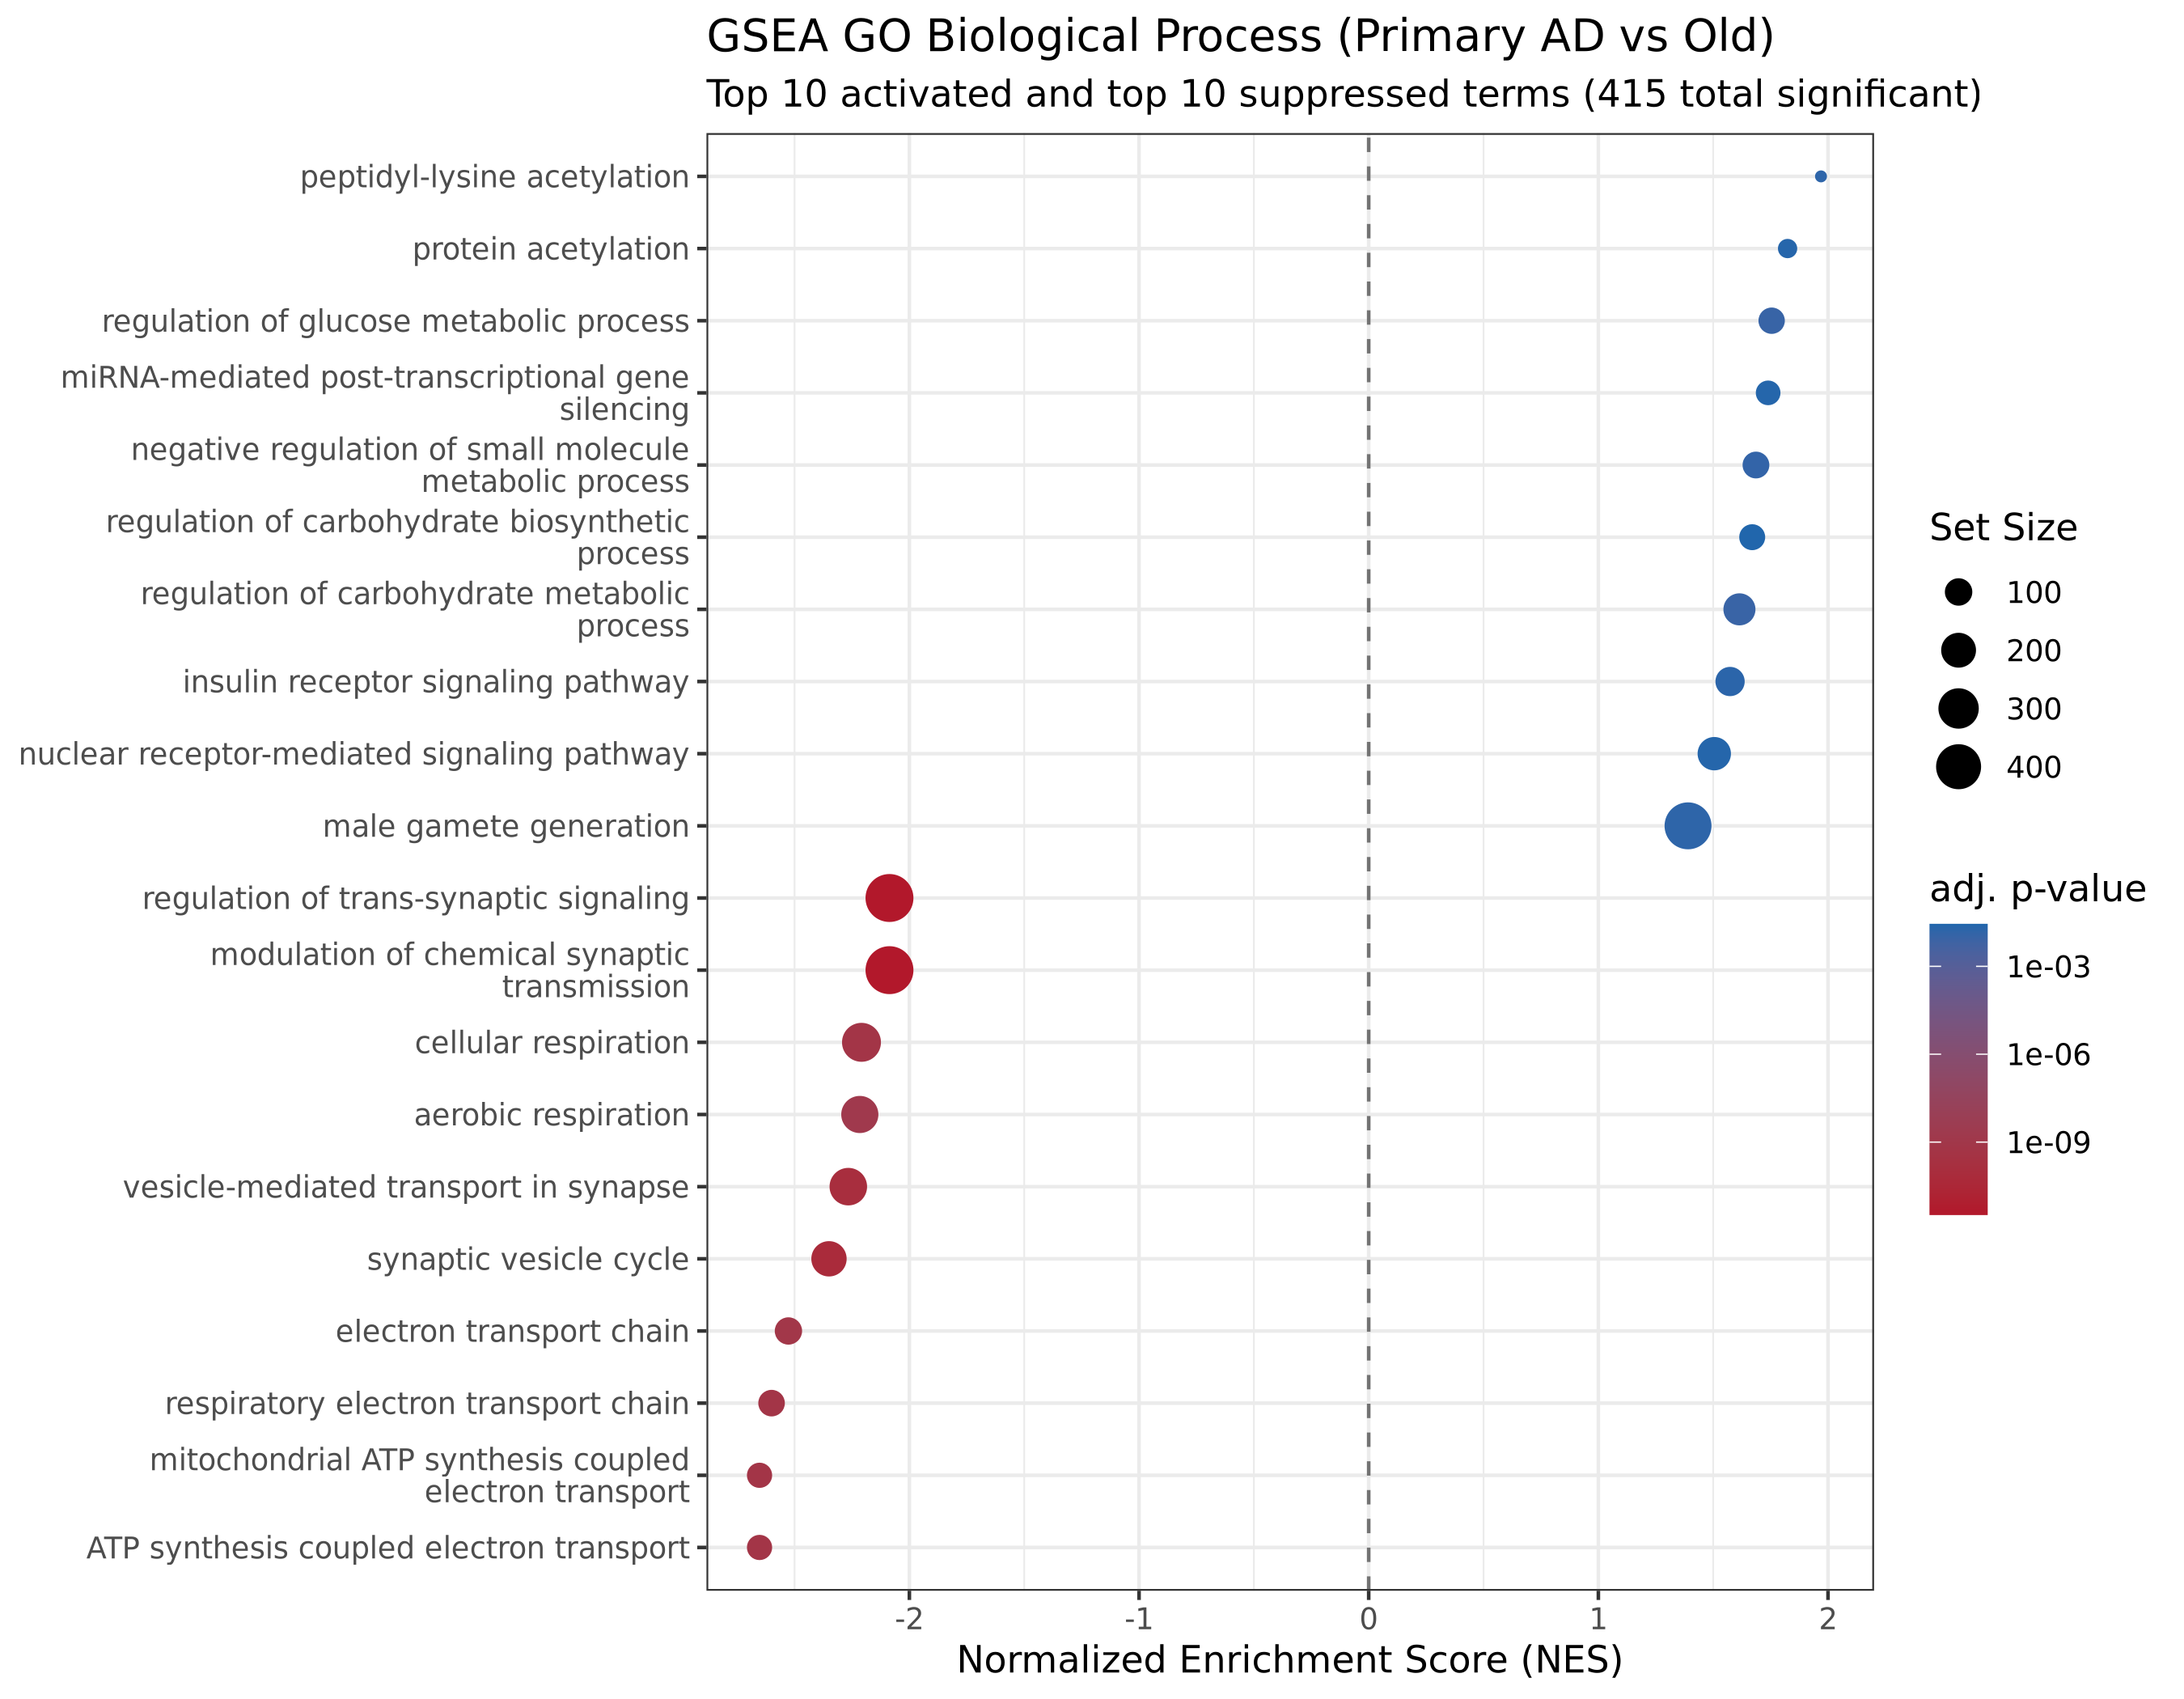 GSEA GO Biological Process (Primary AD vs Old)
Top 10 activated and top 10 suppressed terms (415 total significant)
peptidyl-lysine acetylation
protein acetylation
regulation of glucose metabolic process
miRNA-mediated post-transcriptional gene
silencing
negative regulation of small molecule
metabolic process
regulation of carbohydrate biosynthetic
process
regulation of carbohydrate metabolic
process
insulin receptor signaling pathway
nuclear receptor-mediated signaling pathway
male gamete generation
regulation of trans-synaptic signaling
modulation of chemical synaptic
transmission
cellular respiration
aerobic respiration
vesicle-mediated transport in synapse
synaptic vesicle cycle
electron transport chain
respiratory electron transport chain
mitochondrial ATP synthesis coupled
electron transport
ATP synthesis coupled electron transport
-2
-1
0
1
2
Normalized Enrichment Score (NES)
Set Size
100
200
300
400
adj. p-value
1e-03
1e-06
1e-09